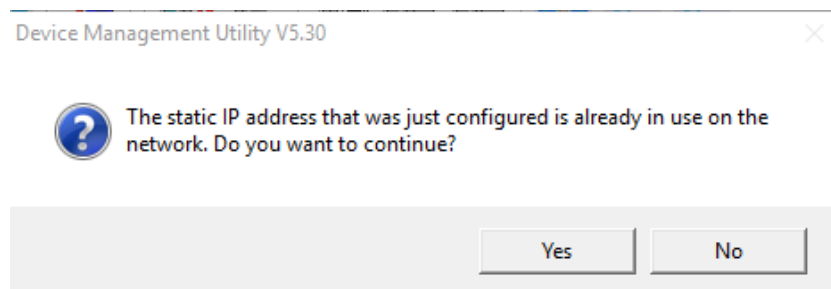 Device Management Utility V5.30
The static IP address that was just configured is already in use on the
network. Do you want to continue?
Yes
No